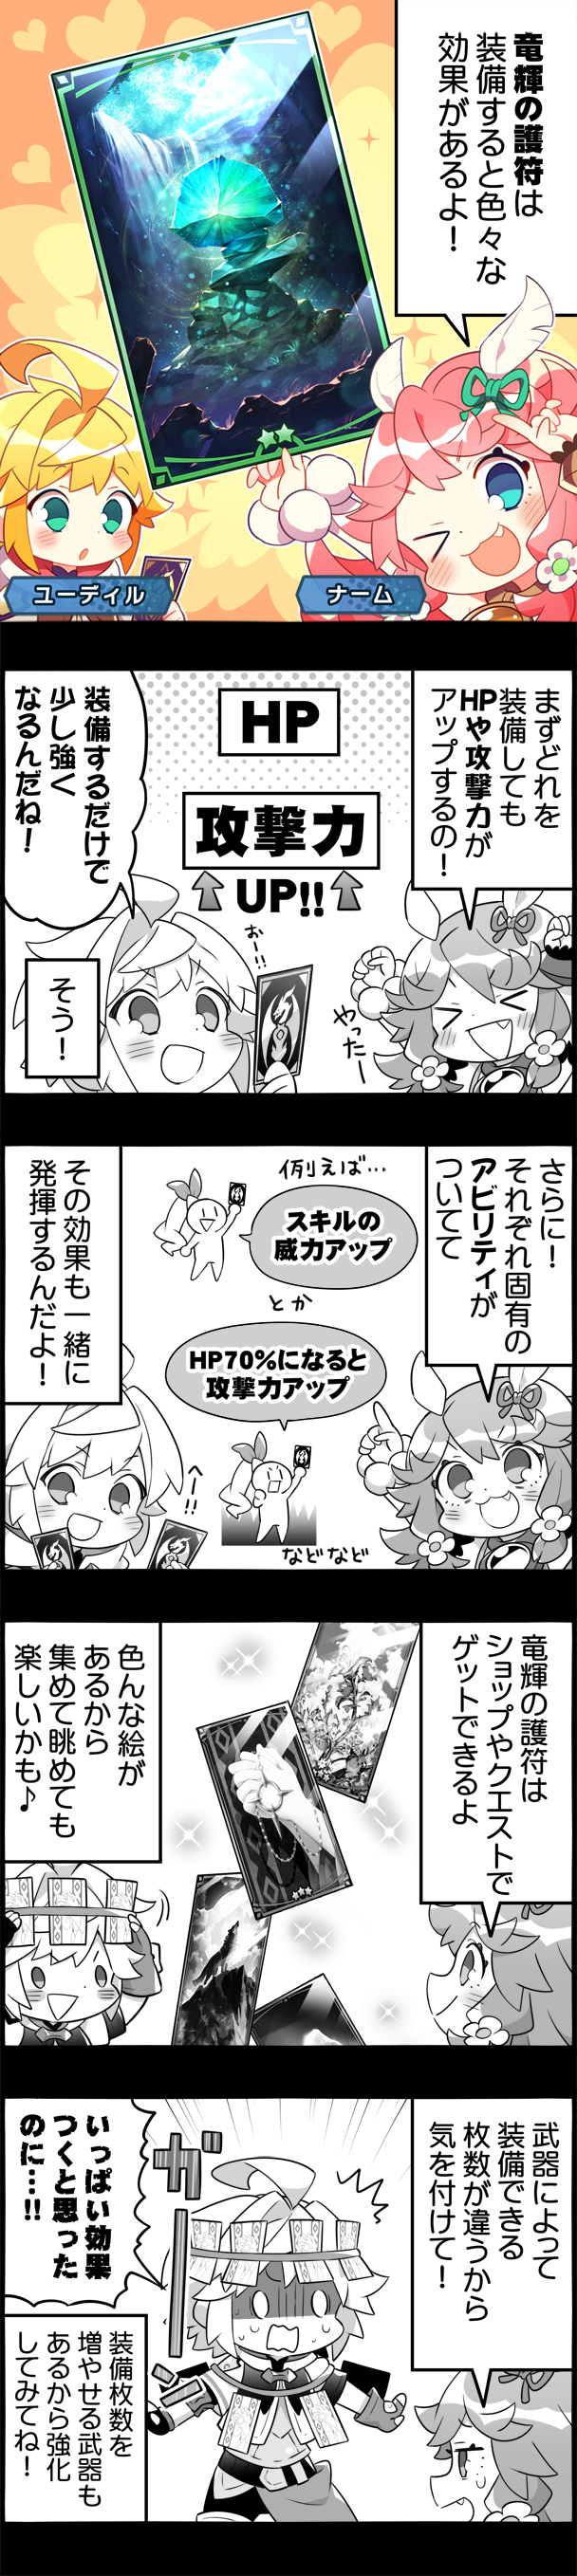 竜輝の護符は
装備すると色々な
効果があるよ！
ユーディル
ナーム
まずどれを
装備しても
HPや攻撃力が
アップするの！
HP
攻撃力
UP!!
装備するだけで
少し強く
なるんだね！
おー!!
やったー
そう！
さらに！
それぞれ固有の
アビリティが
ついてて
例えば…
スキルの
威力アップ
とか
HP70%になると
攻撃力アップ
などなど
その効果も一緒に
発揮するんだよ！
へー!!
竜輝の護符は
ショップやクエストで
ゲットできるよ
色んな絵が
あるから
集めて眺めても
楽しいかも♪
武器によって
装備できる
枚数が違うから
気を付けて！
ガーン
いっぱい効果
つくと思った
のに…!!
装備枚数を
増やせる武器も
あるから強化
してみてね！